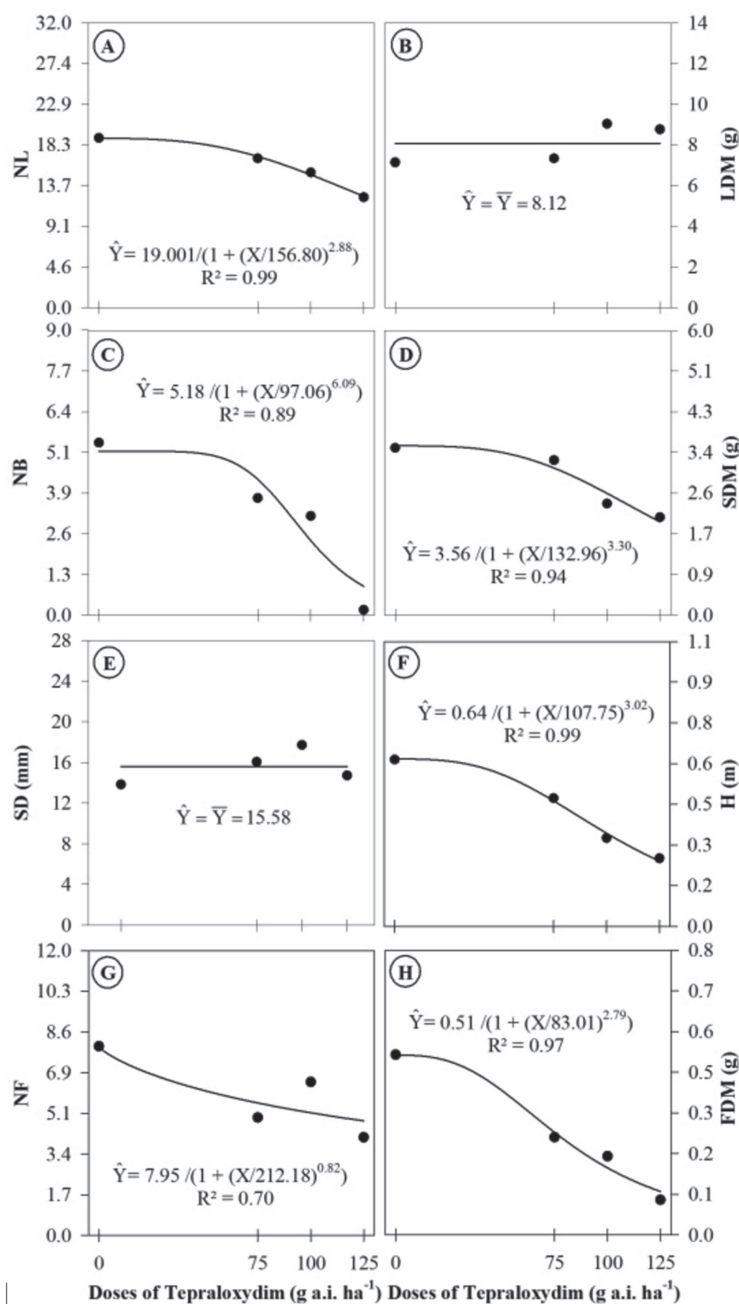 A
32.0
27.4
22.9
18.3
13.7
9.1
4.6
0.0
NL
Ŷ = 19.001/(1 + (X/156.80)^2.88)
R² = 0.99
B
14
12
10
8
6
4
2
0
LDM (g)
Ŷ = Y̅ = 8.12
C
9.0
7.7
6.4
5.1
3.9
2.6
1.3
0.0
NB
Ŷ = 5.18 /(1 + (X/97.06)^6.09)
R² = 0.89
D
6.0
5.1
4.3
3.4
2.6
1.7
0.9
0.0
SDM (g)
Ŷ = 3.56 /(1 + (X/132.96)^3.30)
R² = 0.94
E
28
24
20
16
12
8
4
0
SD (mm)
Ŷ = Y̅ = 15.58
F
1.1
0.9
0.8
0.6
0.5
0.3
0.2
0.0
H (m)
Ŷ = 0.64 /(1 + (X/107.75)^3.02)
R² = 0.99
G
12.0
10.3
8.6
6.9
5.1
3.4
1.7
0.0
NF
Ŷ = 7.95 /(1 + (X/212.18)^0.82)
R² = 0.70
0 75 100 125
Doses of Tepraloxydim (g a.i. ha⁻¹)
H
0.8
0.7
0.6
0.5
0.3
0.2
0.1
0.0
FDM (g)
Ŷ = 0.51 /(1 + (X/83.01)^2.79)
R² = 0.97
0 75 100 125
Doses of Tepraloxydim (g a.i. ha⁻¹)